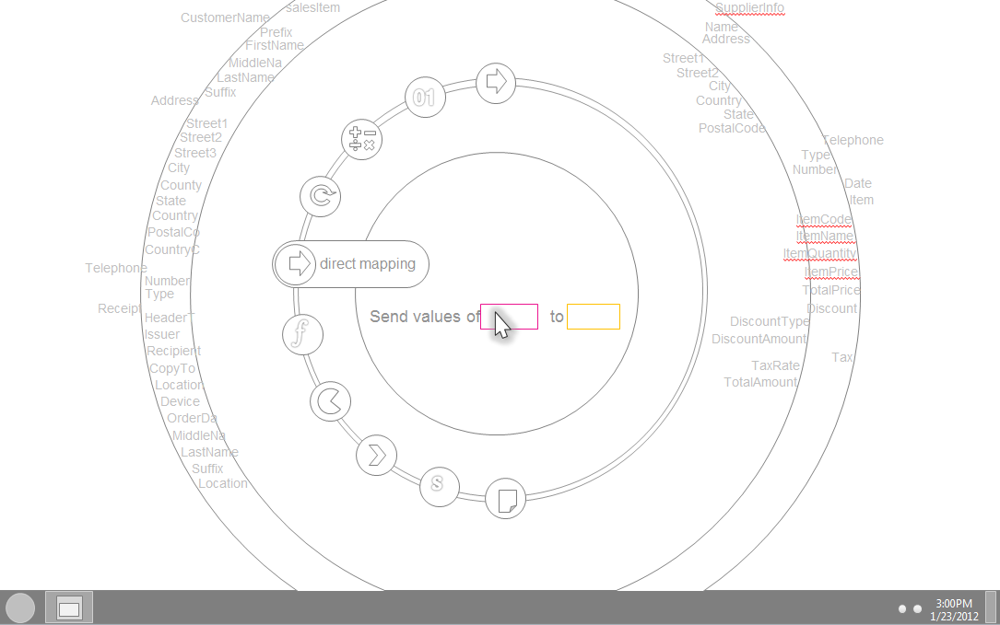 salesItem
CustomerName
Prefix
FirstName
MiddleNa
LastName
Suffix
Address
Street1
Street2
Street3
City
County
State
Country
PostalCo
CountryC
Telephone
Number
Type
Receipt
HeaderT
Issuer
Recipient
CopyTo
Location
Device
OrderDa
MiddleNa
LastName
Suffix
Location
01
direct mapping
Send values of to
f
S
SupplierInfo
Name
Address
Street1
Street2
City
Country
State
PostalCode
Telephone
Type
Number
Date
Item
ItemCode
ItemName
ItemQuantity
ItemPrice
TotalPrice
Discount
DiscountType
DiscountAmount
Tax
TaxRate
TotalAmount
3:00PM
1/23/2012